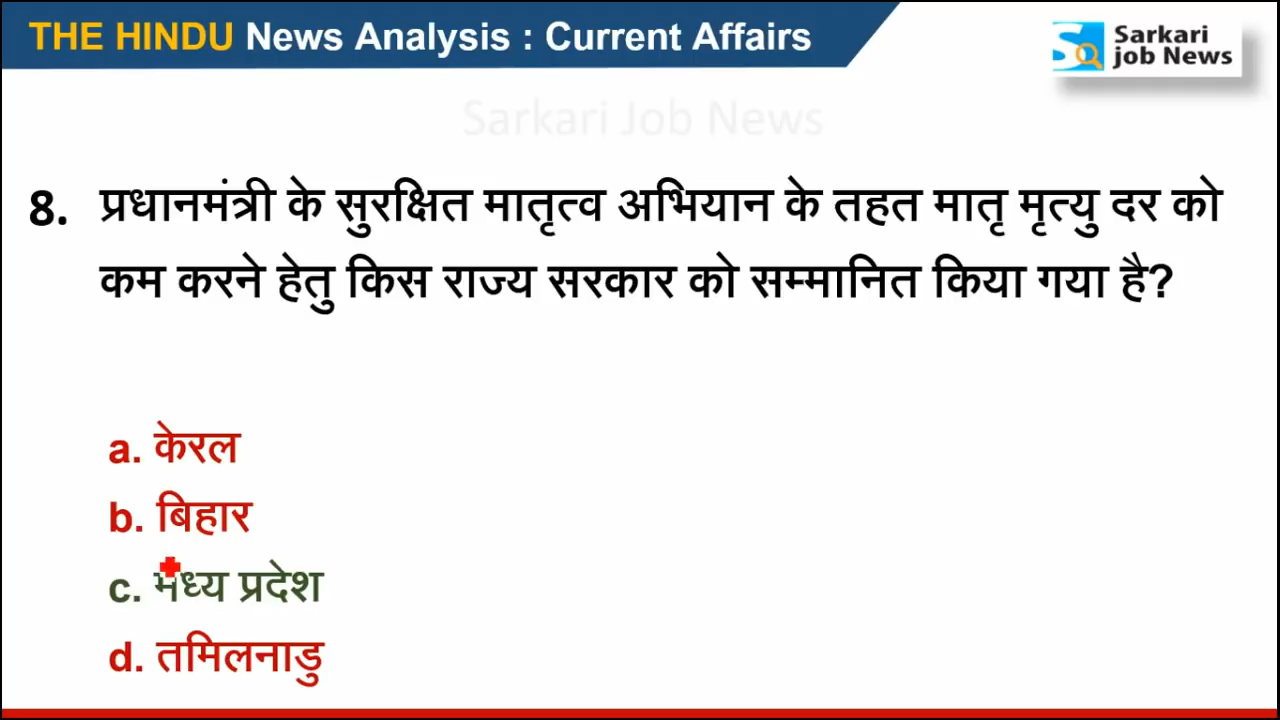 THE HINDU News Analysis : Current Affairs
Sarkari
job News
Sarkari Job News
8. प्रधानमंत्री के सुरक्षित मातृत्व अभियान के तहत मातृ मृत्यु दर को
कम करने हेतु किस राज्य सरकार को सम्मानित किया गया है?
a. केरल
b. बिहार
c. मध्य प्रदेश
d. तमिलनाडु